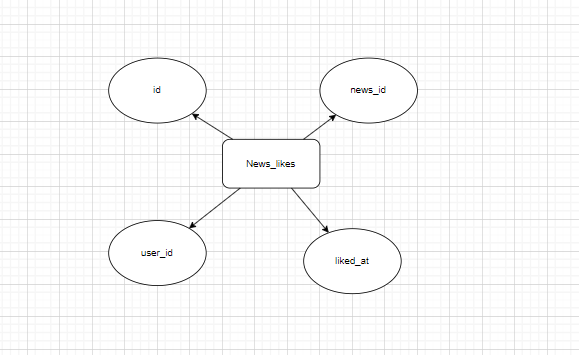 id
news_id
News_likes
user_id
liked_at